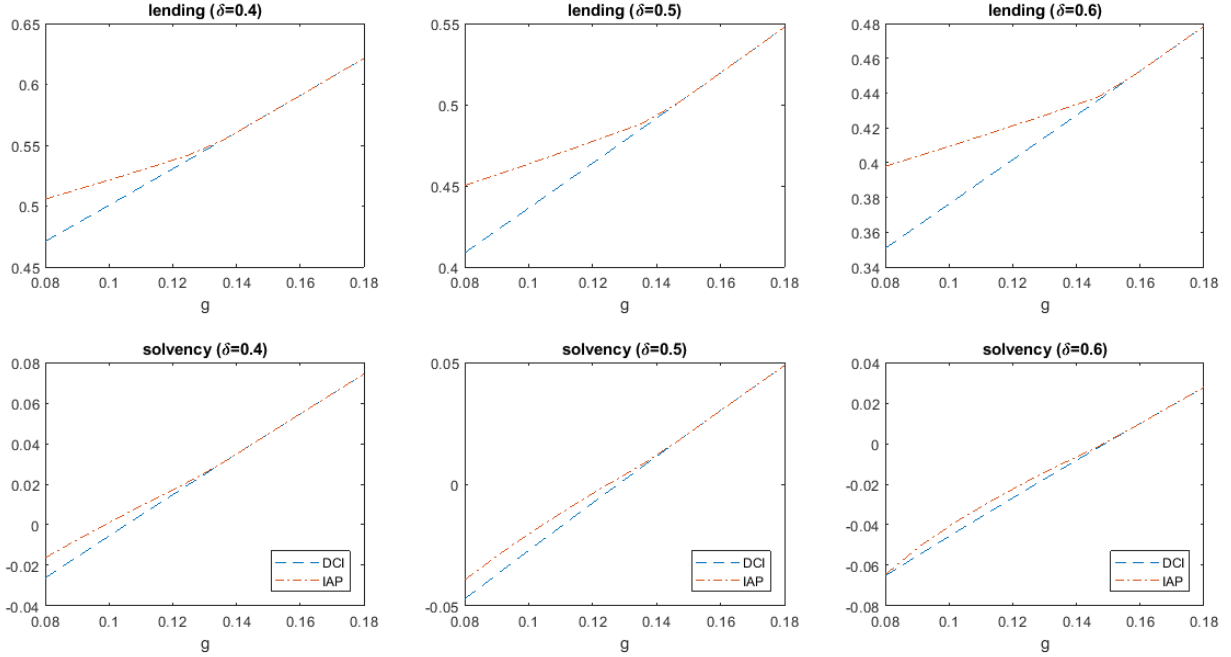 lending (δ=0.4)
0.65
0.6
0.55
0.5
0.45
0.08 0.1 0.12 0.14 0.16 0.18
g
lending (δ=0.5)
0.55
0.5
0.45
0.4
0.08 0.1 0.12 0.14 0.16 0.18
g
lending (δ=0.6)
0.48
0.46
0.44
0.42
0.4
0.38
0.36
0.34
0.08 0.1 0.12 0.14 0.16 0.18
g
solvency (δ=0.4)
0.08
0.06
0.04
0.02
0
-0.02
-0.04
0.08 0.1 0.12 0.14 0.16 0.18
g
DCI
IAP
solvency (δ=0.5)
0.05
0
-0.05
0.08 0.1 0.12 0.14 0.16 0.18
g
DCI
IAP
solvency (δ=0.6)
0.04
0.02
0
-0.02
-0.04
-0.06
-0.08
0.08 0.1 0.12 0.14 0.16 0.18
g
DCI
IAP